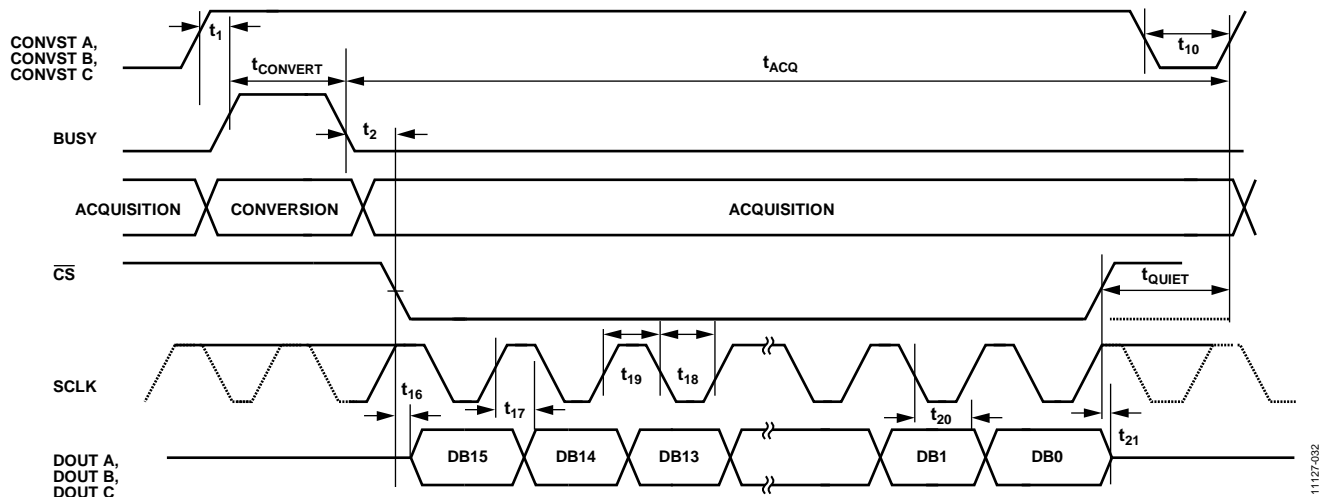 CONVST A,
CONVST B,
CONVST C
t1
tCONVERT
tACQ
t10
BUSY
t2
ACQUISITION
CONVERSION
ACQUISITION
CS
tQUIET
SCLK
t16
t17
t19
t18
t20
t21
DOUT A,
DOUT B,
DOUT C
DB15
DB14
DB13
DB1
DB0
11127-032